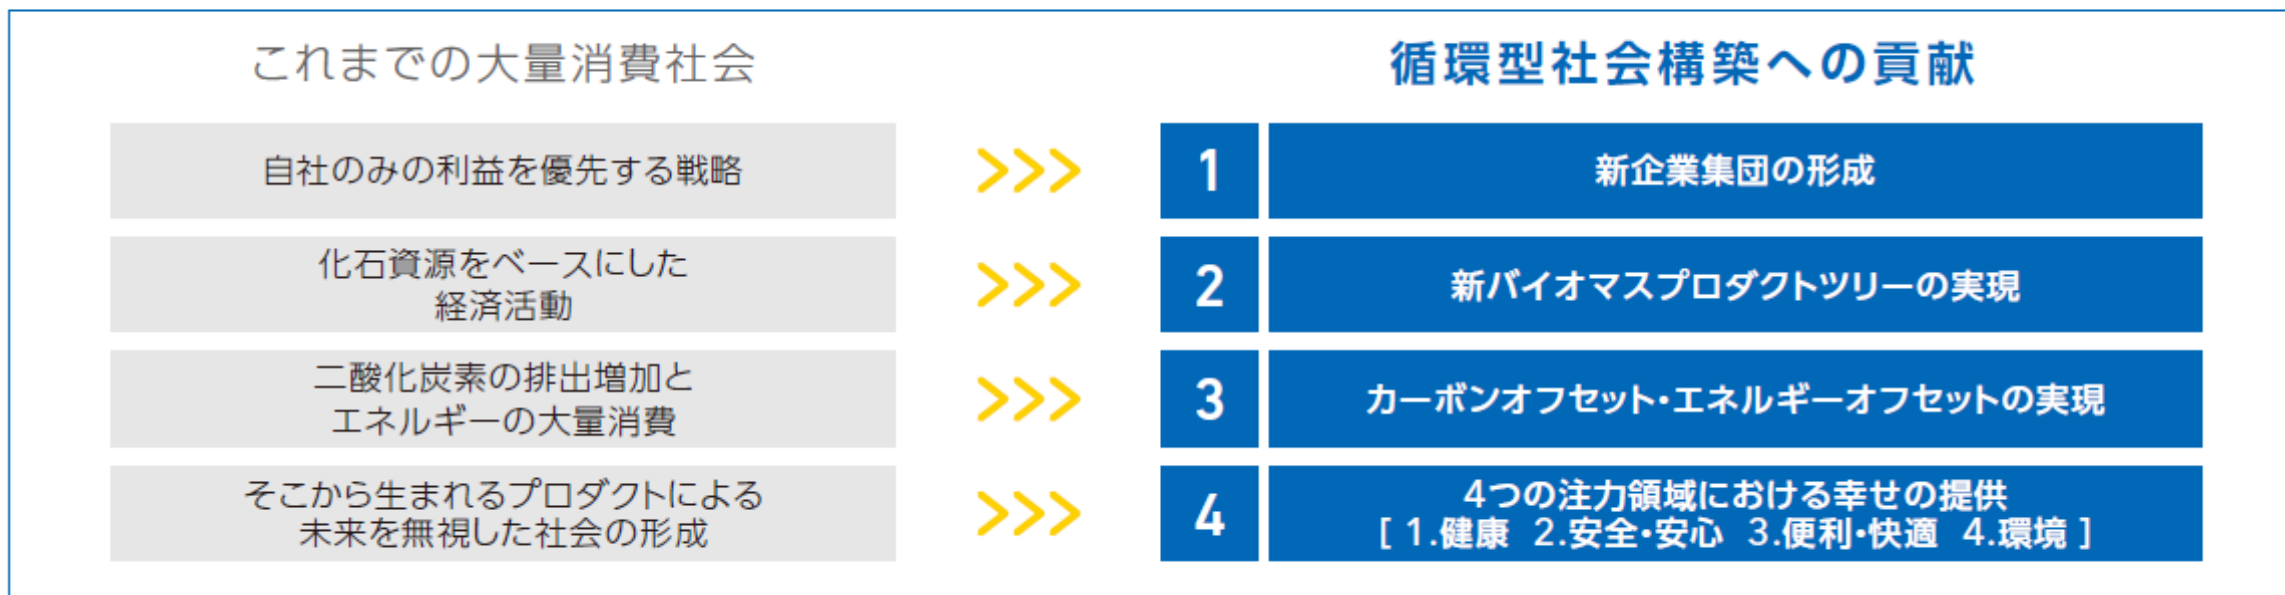 これまでの大量消費社会
循環型社会構築への貢献
自社のみの利益を優先する戦略
>>>
1
新企業集団の形成
化石資源をベースにした
経済活動
>>>
2
新バイオマスプロダクトツリーの実現
二酸化炭素の排出増加と
エネルギーの大量消費
>>>
3
カーボンオフセット・エネルギーオフセットの実現
そこから生まれるプロダクトによる
未来を無視した社会の形成
>>>
4
4つの注力領域における幸せの提供
[ 1.健康 2.安全・安心 3.便利・快適 4.環境 ]